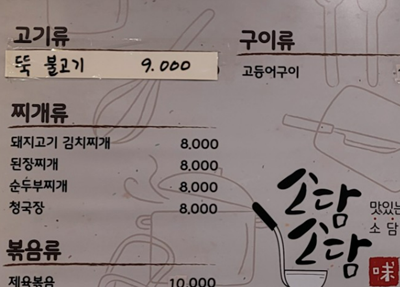 고기류
뚝 불고기 9.000
찌개류
돼지고기 김치찌개 8,000
된장찌개 8,000
순두부찌개 8,000
청국장 8,000
볶음류
제육볶음 10,000
구이류
고등어구이
소담
소담
맛있는
소 담
味